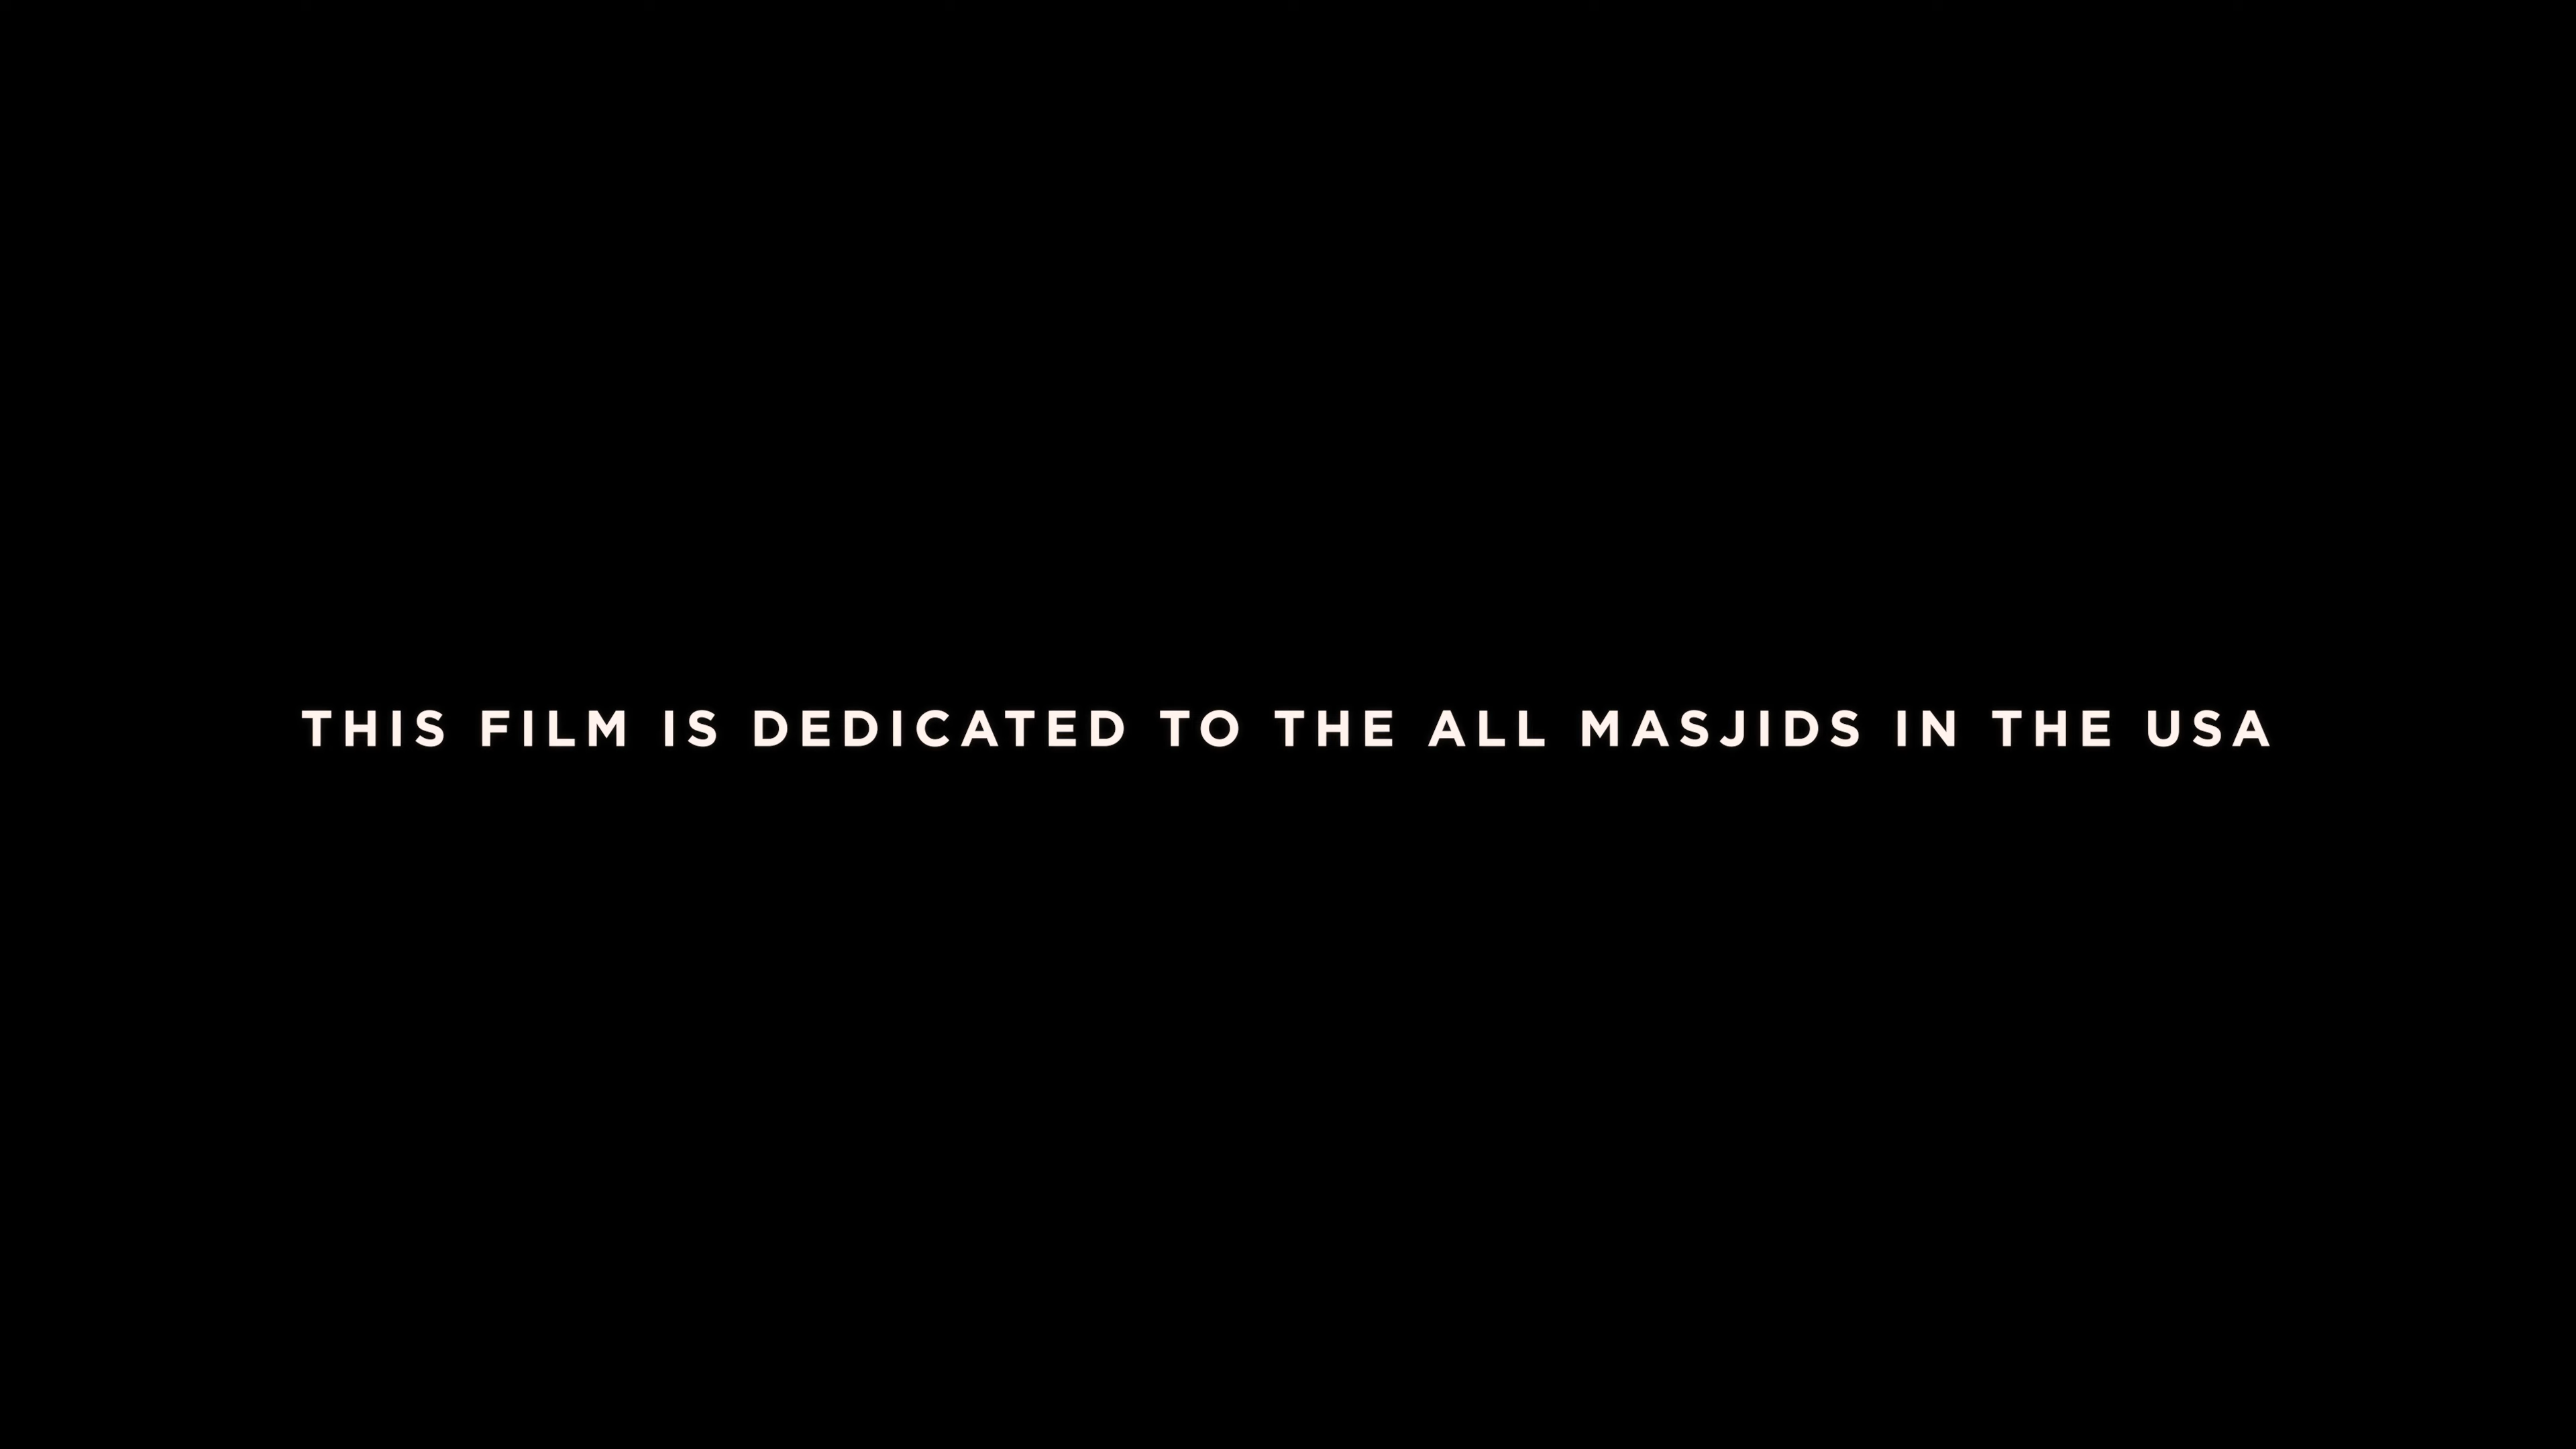 THIS FILM IS DEDICATED TO THE ALL MASJIDS IN THE USA